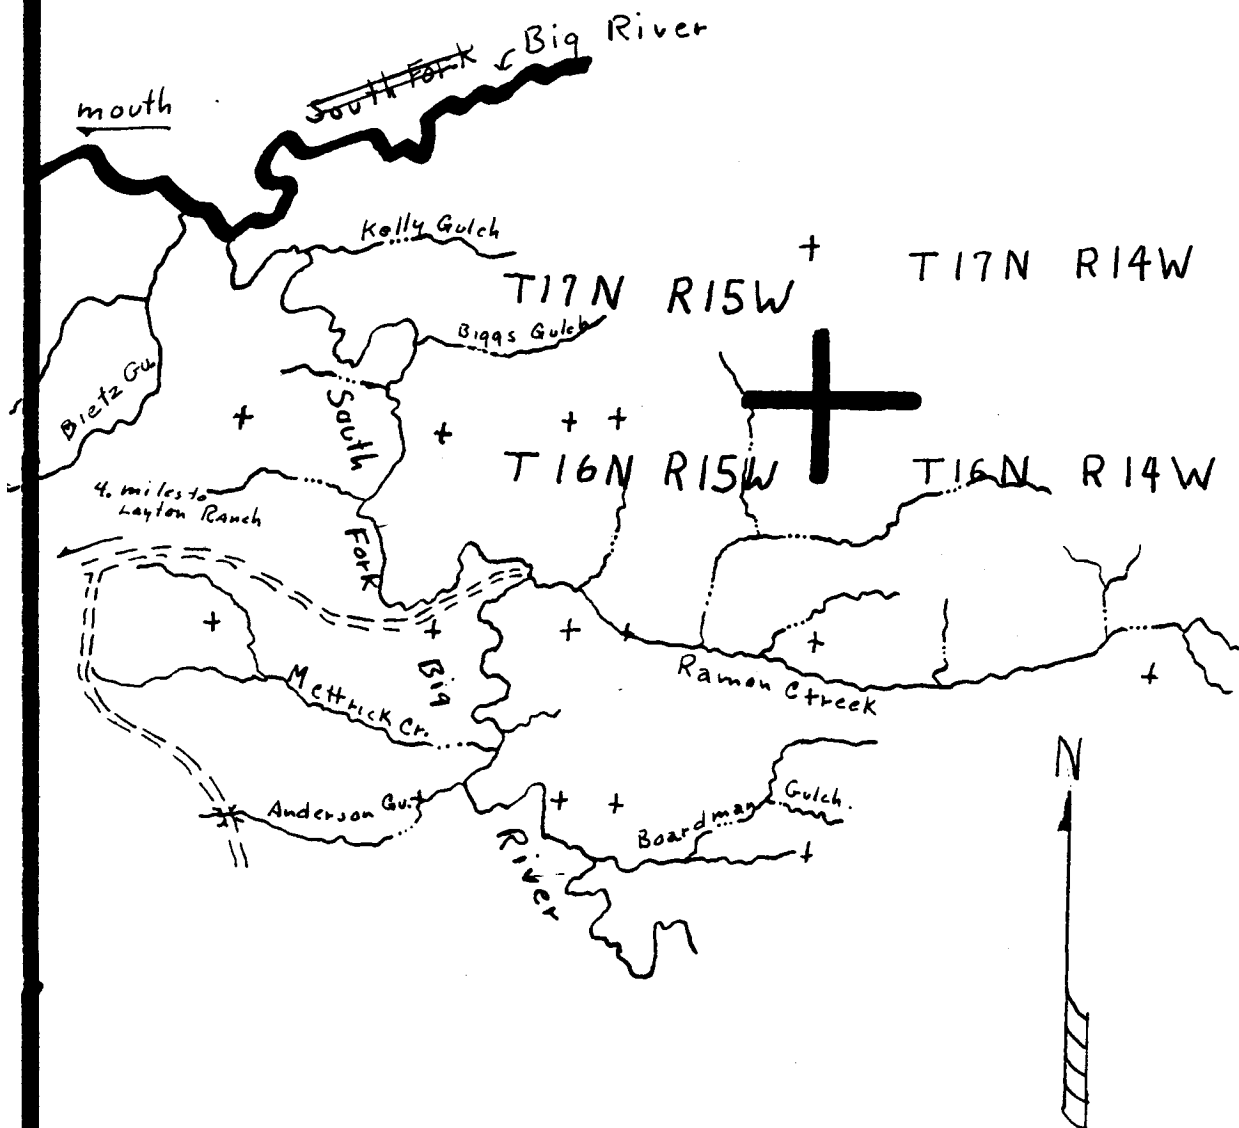 Big River
South Fork
mouth
Kelly Gulch
T17N R15W
T17N R14W
Biggs Gulch
Bietz Gu.
South Fork Big River
T16N R15W
T16N R14W
4. miles to
Layton Ranch
Ramon Ctreek
Mettrick Cr.
N
Anderson Gu.
Boardman Gulch.